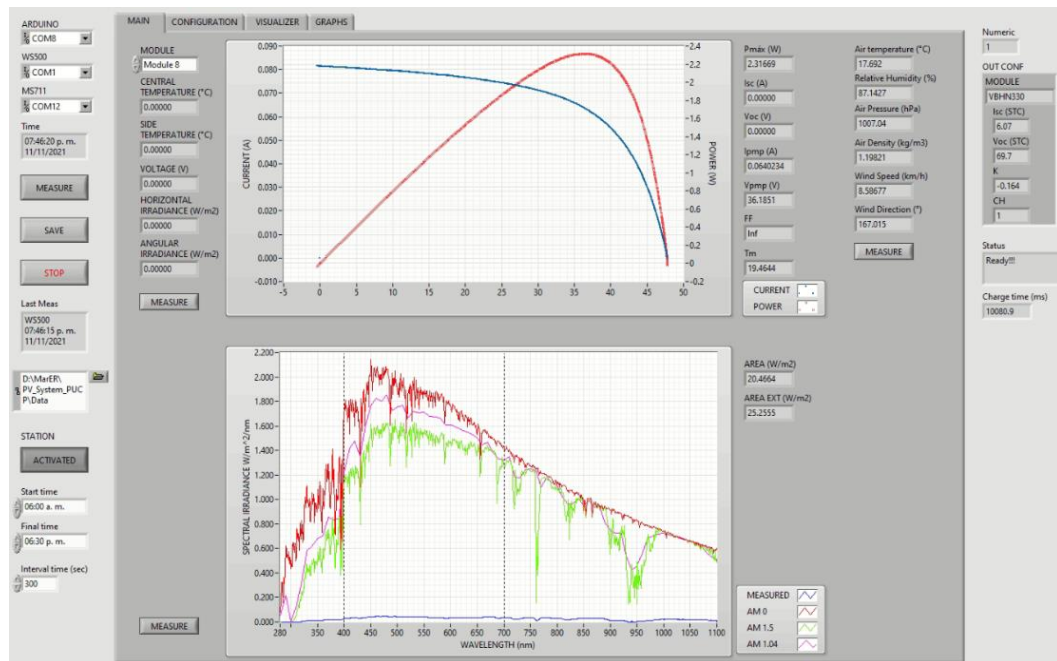 ARDUINO
COM8
WS500
COM1
MS711
COM12
Time
07:46:20 p. m.
11/11/2021
MEASURE
SAVE
STOP
Last Meas
WS500
07:46:15 p. m.
11/11/2021
D:\MarER\
PV_System_PUC
P\Data
STATION
ACTIVATED
Start time
06:00 a. m.
Final time
06:30 p. m.
Interval time (sec)
300
MAIN CONFIGURATION VISUALIZER GRAPHS
MODULE
Module 8
CENTRAL
TEMPERATURE (°C)
0.00000
SIDE
TEMPERATURE (°C)
0.00000
VOLTAGE (V)
0.00000
HORIZONTAL
IRRADIANCE (W/m2)
0.00000
ANGULAR
IRRADIANCE (W/m2)
0.00000
MEASURE
CURRENT (A)
0.090
0.080
0.070
0.060
0.050
0.040
0.030
0.020
0.010
0.000
-0.010
-5 0 5 10 15 20 25 30 35 40 45 50
2.4
2.2
2
1.8
1.6
1.4
1.2
1
0.8
0.6
0.4
0.2
0
-0.2
POWER (W)
Pmáx (W)
2.31669
Isc (A)
0.00000
Voc (V)
0.00000
Ipmp (A)
0.0640234
Vpmp (V)
36.1851
FF
Inf
Tm
19.4644
CURRENT
POWER
Air temperature (°C)
17.692
Relative Humidity (%)
87.1427
Air Pressure (hPa)
1007.04
Air Density (kg/m3)
1.19821
Wind Speed (km/h)
8.58677
Wind Direction (°)
167.015
MEASURE
SPECTRAL IRRADIANCE W/m^2/nm
2.200
2.000
1.800
1.600
1.400
1.200
1.000
0.800
0.600
0.400
0.200
0.000
280 350 400 450 500 550 600 650 700 750 800 850 900 950 1000 1100
WAVELENGTH (nm)
MEASURE
AREA (W/m2)
20.4664
AREA EXT (W/m2)
25.2555
MEASURED
AM 0
AM 1.5
AM 1.04
Numeric
1
OUT CONF
MODULE
VBHN330
Isc (STC)
6.07
Voc (STC)
69.7
K
-0.164
CH
1
Status
Ready!!!
Charge time (ms)
10080.9